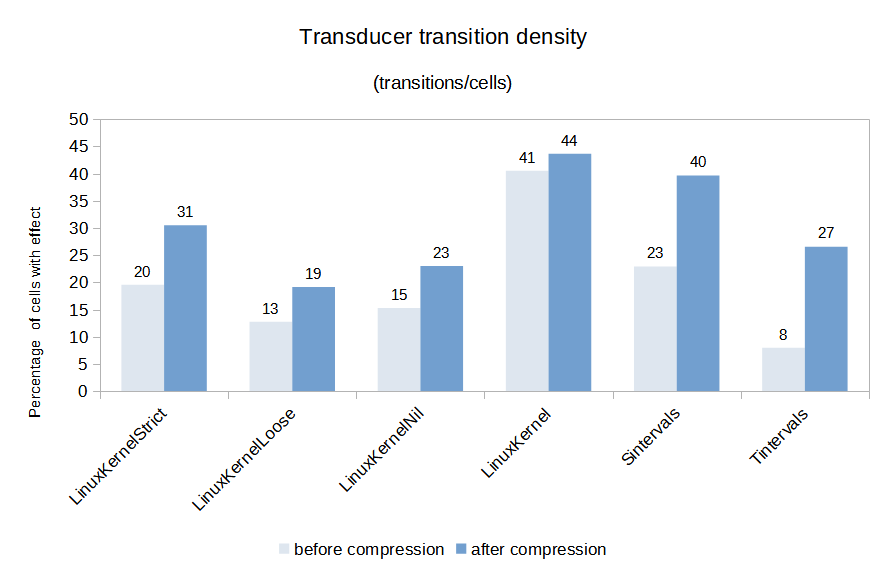 Transducer transition density
(transitions/cells)
Percentage of cells with effect
50
45
40
35
30
25
20
15
10
5
0
20
31
13
19
15
23
41
44
23
40
8
27
LinuxKernelStrict
LinuxKernelLoose
LinuxKernelNil
LinuxKernel
Sintervals
Tintervals
before compression
after compression